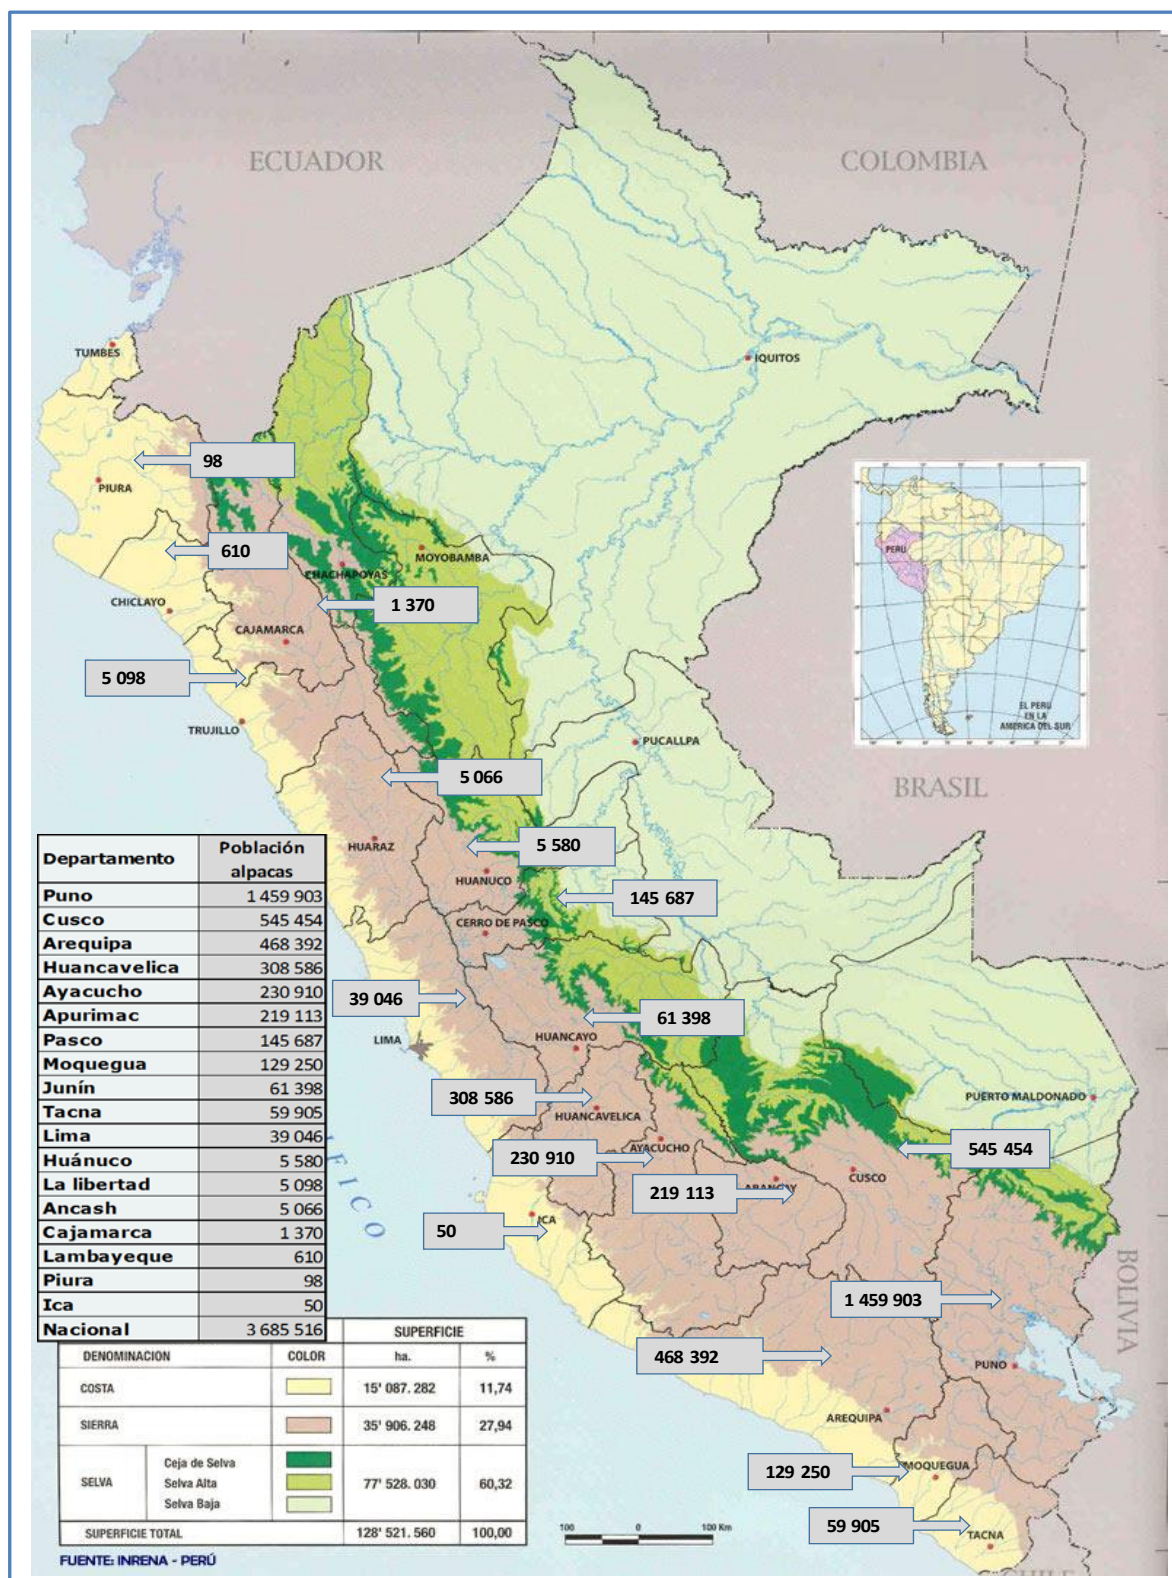 ECUADOR
COLOMBIA
TUMBES
IQUITOS
98
PIURA
610
MOYOBAMBA
CHACHAPOYAS
PERU
1 370
CHICLAYO
CAJAMARCA
5 098
TRUJILLO
EL PERU
EN LA
AMERICA DEL SUR
PUCALLPA
5 066
BRASIL
HUARAZ
5 580
HUANUCO
145 687
CERRO DE PASCO
39 046
61 398
HUANCAYO
LIMA
308 586
HUANCAVELICA
PUERTO MALDONADO
AYACUCHO
230 910
545 454
CUSCO
219 113
ABANCAY
ICA
50
FICO
BOLIVIA
1 459 903
468 392
PUNO
AREQUIPA
MOQUEGUA
129 250
59 905
TACNA
CHILE
100 0 100 Km
Departamento Población alpacas
Puno 1 459 903
Cusco 545 454
Arequipa 468 392
Huancavelica 308 586
Ayacucho 230 910
Apurimac 219 113
Pasco 145 687
Moquegua 129 250
Junín 61 398
Tacna 59 905
Lima 39 046
Huánuco 5 580
La libertad 5 098
Ancash 5 066
Cajamarca 1 370
Lambayeque 610
Piura 98
Ica 50
Nacional 3 685 516
SUPERFICIE
DENOMINACION COLOR ha. %
COSTA 15' 087. 282 11,74
SIERRA 35' 906. 248 27,94
SELVA Ceja de Selva
Selva Alta 77' 528. 030 60,32
Selva Baja
SUPERFICIE TOTAL 128' 521. 560 100,00
FUENTE: INRENA - PERÚ